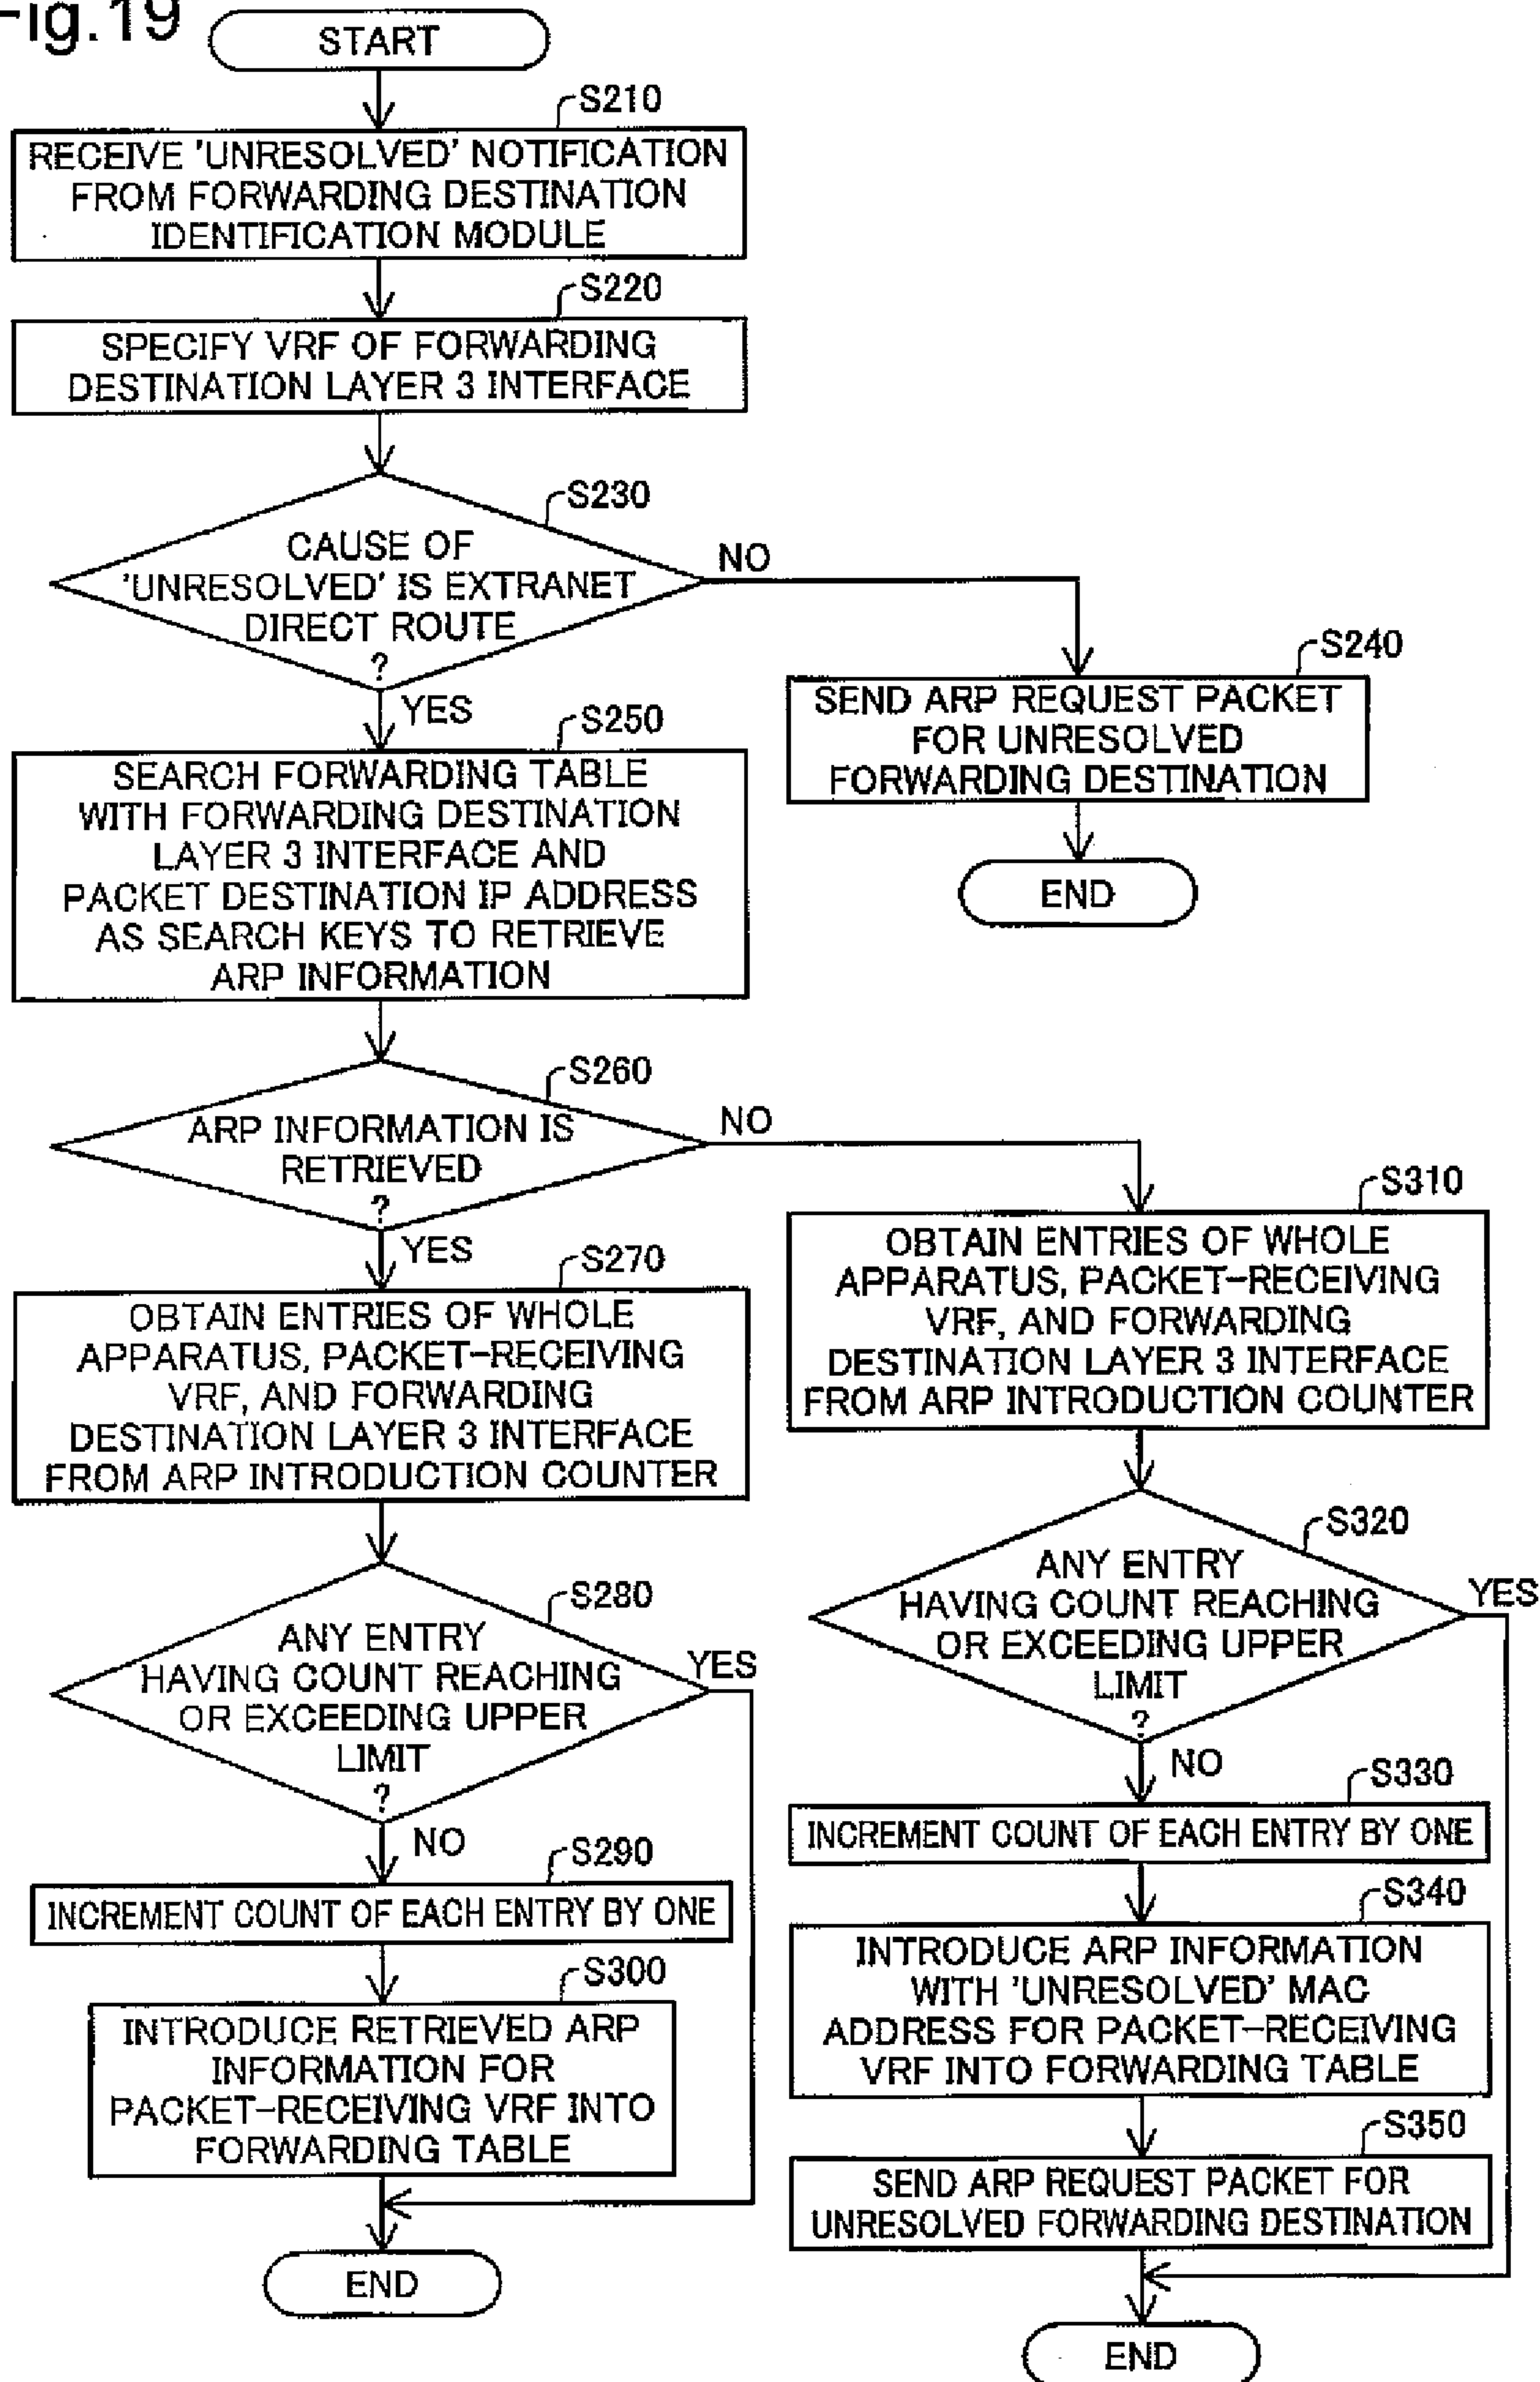 Fig.19
START
S210
RECEIVE 'UNRESOLVED' NOTIFICATION
FROM FORWARDING DESTINATION
IDENTIFICATION MODULE
S220
SPECIFY VRF OF FORWARDING
DESTINATION LAYER 3 INTERFACE
S230
CAUSE OF
'UNRESOLVED' IS EXTRANET
DIRECT ROUTE
?
NO
YES
S240
SEND ARP REQUEST PACKET
FOR UNRESOLVED
FORWARDING DESTINATION
END
S250
SEARCH FORWARDING TABLE
WITH FORWARDING DESTINATION
LAYER 3 INTERFACE AND
PACKET DESTINATION IP ADDRESS
AS SEARCH KEYS TO RETRIEVE
ARP INFORMATION
S260
ARP INFORMATION IS
RETRIEVED
?
NO
YES
S270
OBTAIN ENTRIES OF WHOLE
APPARATUS, PACKET-RECEIVING
VRF, AND FORWARDING
DESTINATION LAYER 3 INTERFACE
FROM ARP INTRODUCTION COUNTER
S280
ANY ENTRY
HAVING COUNT REACHING
OR EXCEEDING UPPER
LIMIT
?
YES
NO
S290
INCREMENT COUNT OF EACH ENTRY BY ONE
S300
INTRODUCE RETRIEVED ARP
INFORMATION FOR
PACKET-RECEIVING VRF INTO
FORWARDING TABLE
END
S310
OBTAIN ENTRIES OF WHOLE
APPARATUS, PACKET-RECEIVING
VRF, AND FORWARDING
DESTINATION LAYER 3 INTERFACE
FROM ARP INTRODUCTION COUNTER
S320
ANY ENTRY
HAVING COUNT REACHING
OR EXCEEDING UPPER
LIMIT
?
YES
NO
S330
INCREMENT COUNT OF EACH ENTRY BY ONE
S340
INTRODUCE ARP INFORMATION
WITH 'UNRESOLVED' MAC
ADDRESS FOR PACKET-RECEIVING
VRF INTO FORWARDING TABLE
S350
SEND ARP REQUEST PACKET FOR
UNRESOLVED FORWARDING DESTINATION
END